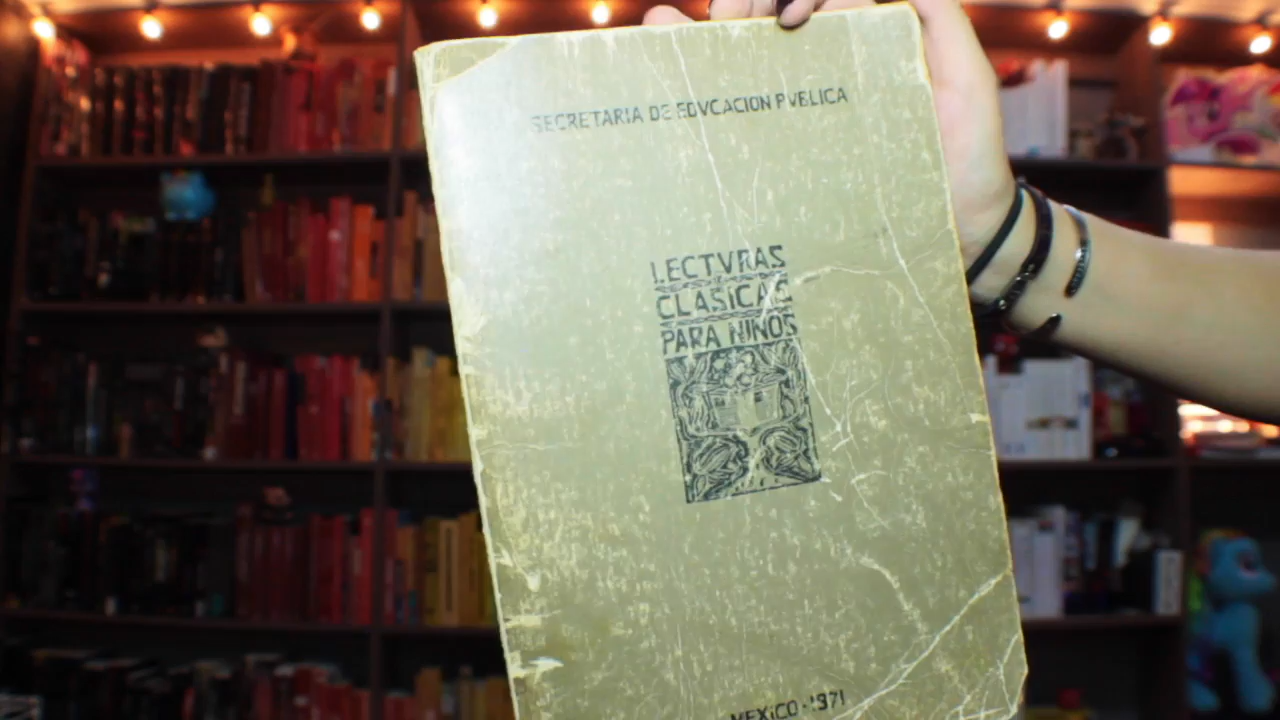 SECRETARIA DE EDVCACION PVBLICA
LECTVRAS
CLASICAS
PARA NIÑOS
MEXICO · 1971